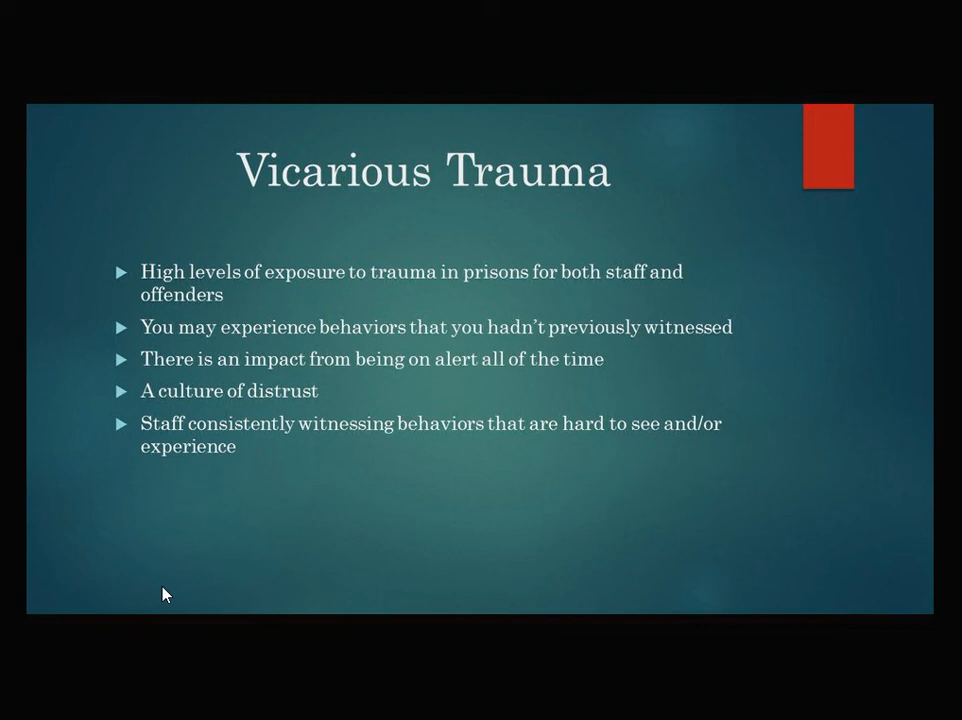 Vicarious Trauma
High levels of exposure to trauma in prisons for both staff and
offenders
You may experience behaviors that you hadn't previously witnessed
There is an impact from being on alert all of the time
A culture of distrust
Staff consistently witnessing behaviors that are hard to see and/or
experience